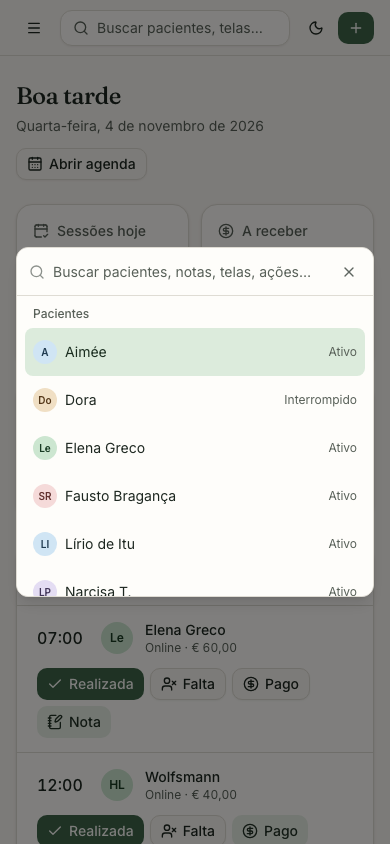 Buscar pacientes, telas...
Boa tarde
Quarta-feira, 4 de novembro de 2026
Abrir agenda
Sessões hoje
A receber
Buscar pacientes, notas, telas, ações...
Pacientes
A Aimée Ativo
Do Dora Interrompido
Le Elena Greco Ativo
SR Fausto Bragança Ativo
LI Lírio de Itu Ativo
LP Narcisa T. Ativo
07:00 Le Elena Greco
Online · € 60,00
Realizada Falta Pago
Nota
12:00 HL Wolfsmann
Online · € 40,00
Realizada Falta Pago